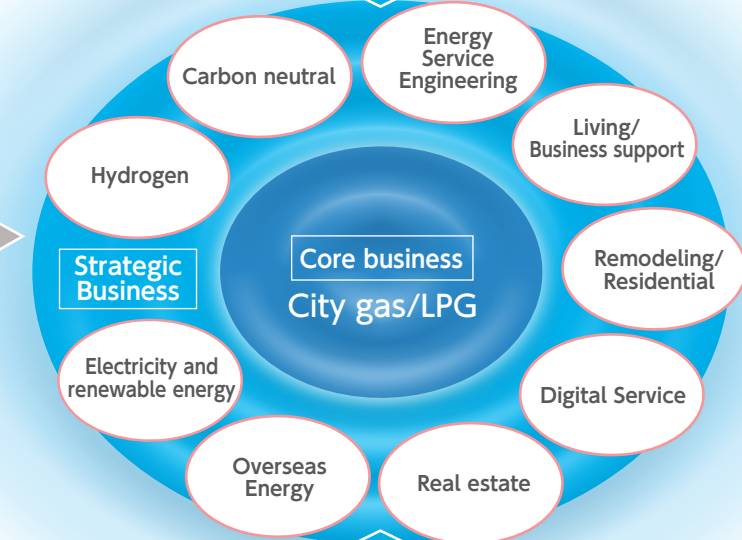 Energy
Service
Engineering
Carbon neutral
Living/
Business support
Hydrogen
Remodeling/
Residential
Strategic
Business
Core business
City gas/LPG
Electricity and
renewable energy
Digital Service
Overseas
Energy
Real estate